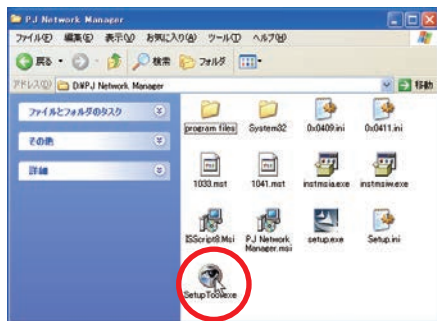 PJ Network Manager
ファイル(F) 編集(E) 表示(V) お気に入り(A) ツール(T) ヘルプ(H)
戻る 検索 フォルダ
アドレス(D) D:¥PJ Network Manager 移動
ファイルとフォルダのタスク
その他
詳細
program files System32 0x0409.ini 0x0411.ini
1033.mst 1041.mst instmsia.exe instmsiw.exe
ISScript8.Msi PJ Network Manager.msi setup.exe Setup.ini
SetupTool.exe